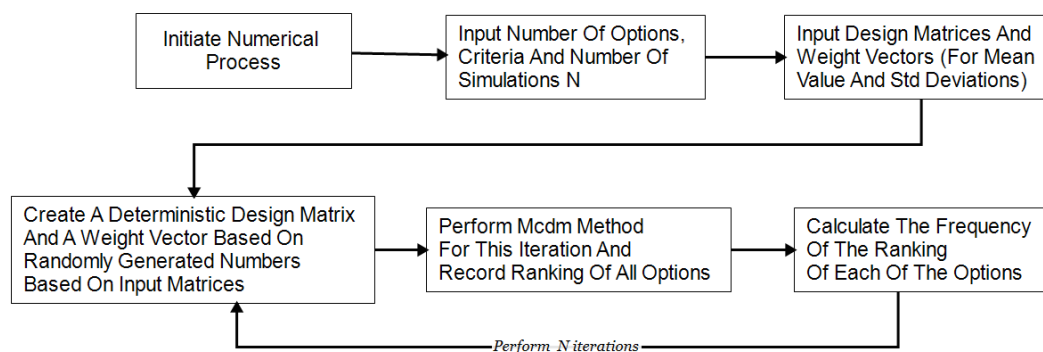 Initiate Numerical
Process
Input Number Of Options,
Criteria And Number Of
Simulations N
Input Design Matrices And
Weight Vectors (For Mean
Value And Std Deviations)
Create A Deterministic Design Matrix
And A Weight Vector Based On
Randomly Generated Numbers
Based On Input Matrices
Perform Mcdm Method
For This Iteration And
Record Ranking Of All Options
Calculate The Frequency
Of The Ranking
Of Each Of The Options
Perform N iterations